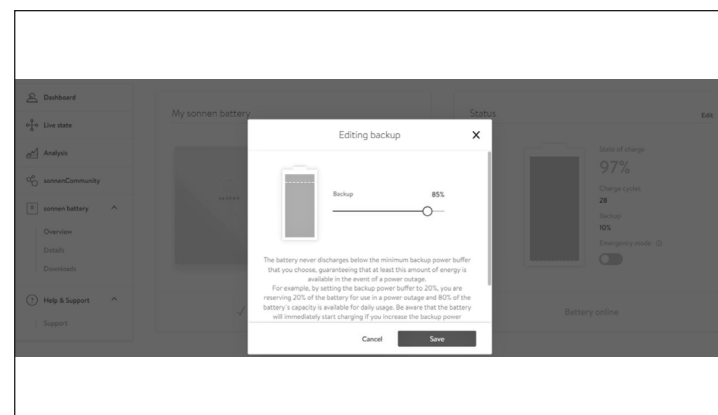 Dashboard
Live state
Analysis
sonnenCommunity
sonnen battery
Overview
Details
Downloads
Help & Support
Support
My sonnen battery
Status
Edit
State of charge
97%
Charge cycles
28
Backup
10%
Emergency mode
Battery online
Editing backup
X
Backup
85%
The battery never discharges below the minimum backup power buffer
that you choose, guaranteeing that at least this amount of energy is
available in the event of a power outage.
For example, by setting the backup power buffer to 20%, you are
reserving 20% of the battery for use in a power outage and 80% of the
battery's capacity is available for daily usage. Be aware that the battery
will immediately start charging if you increase the backup power
Cancel
Save